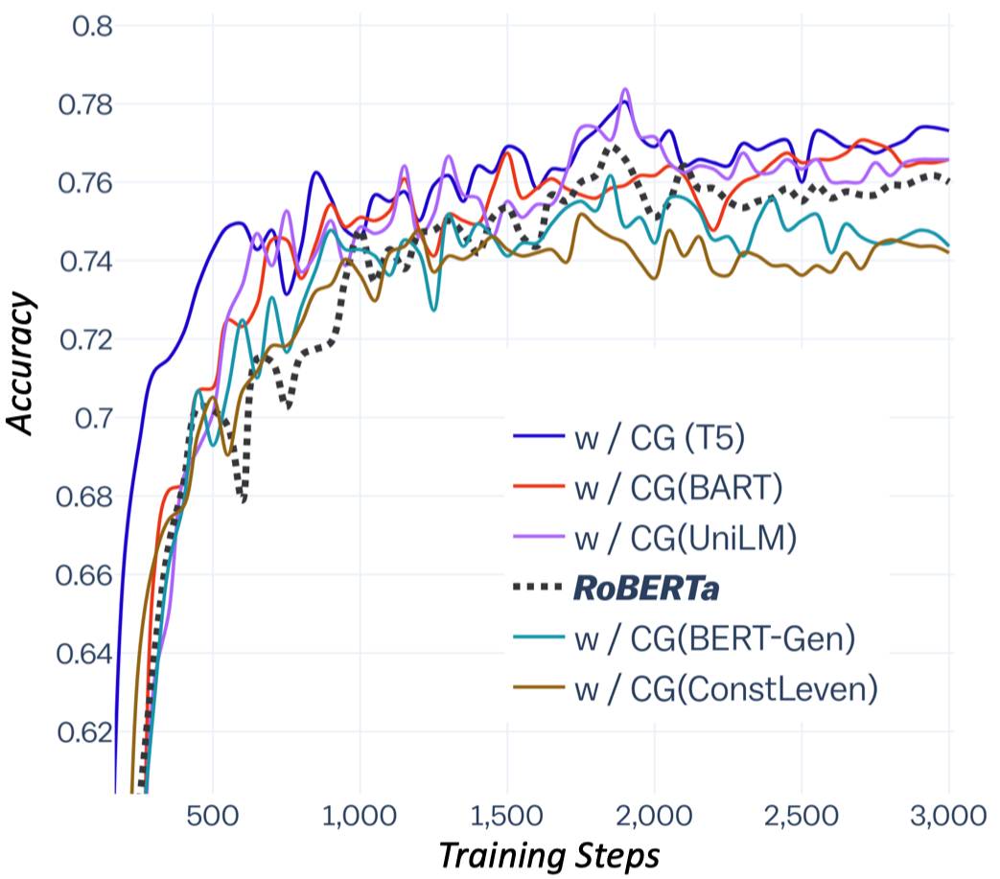 0.8
0.78
0.76
0.74
0.72
0.7
0.68
0.66
0.64
0.62
Accuracy
w / CG (T5)
w / CG(BART)
w / CG(UniLM)
RoBERTa
w / CG(BERT-Gen)
w / CG(ConstLeven)
500
1,000
1,500
2,000
2,500
3,000
Training Steps